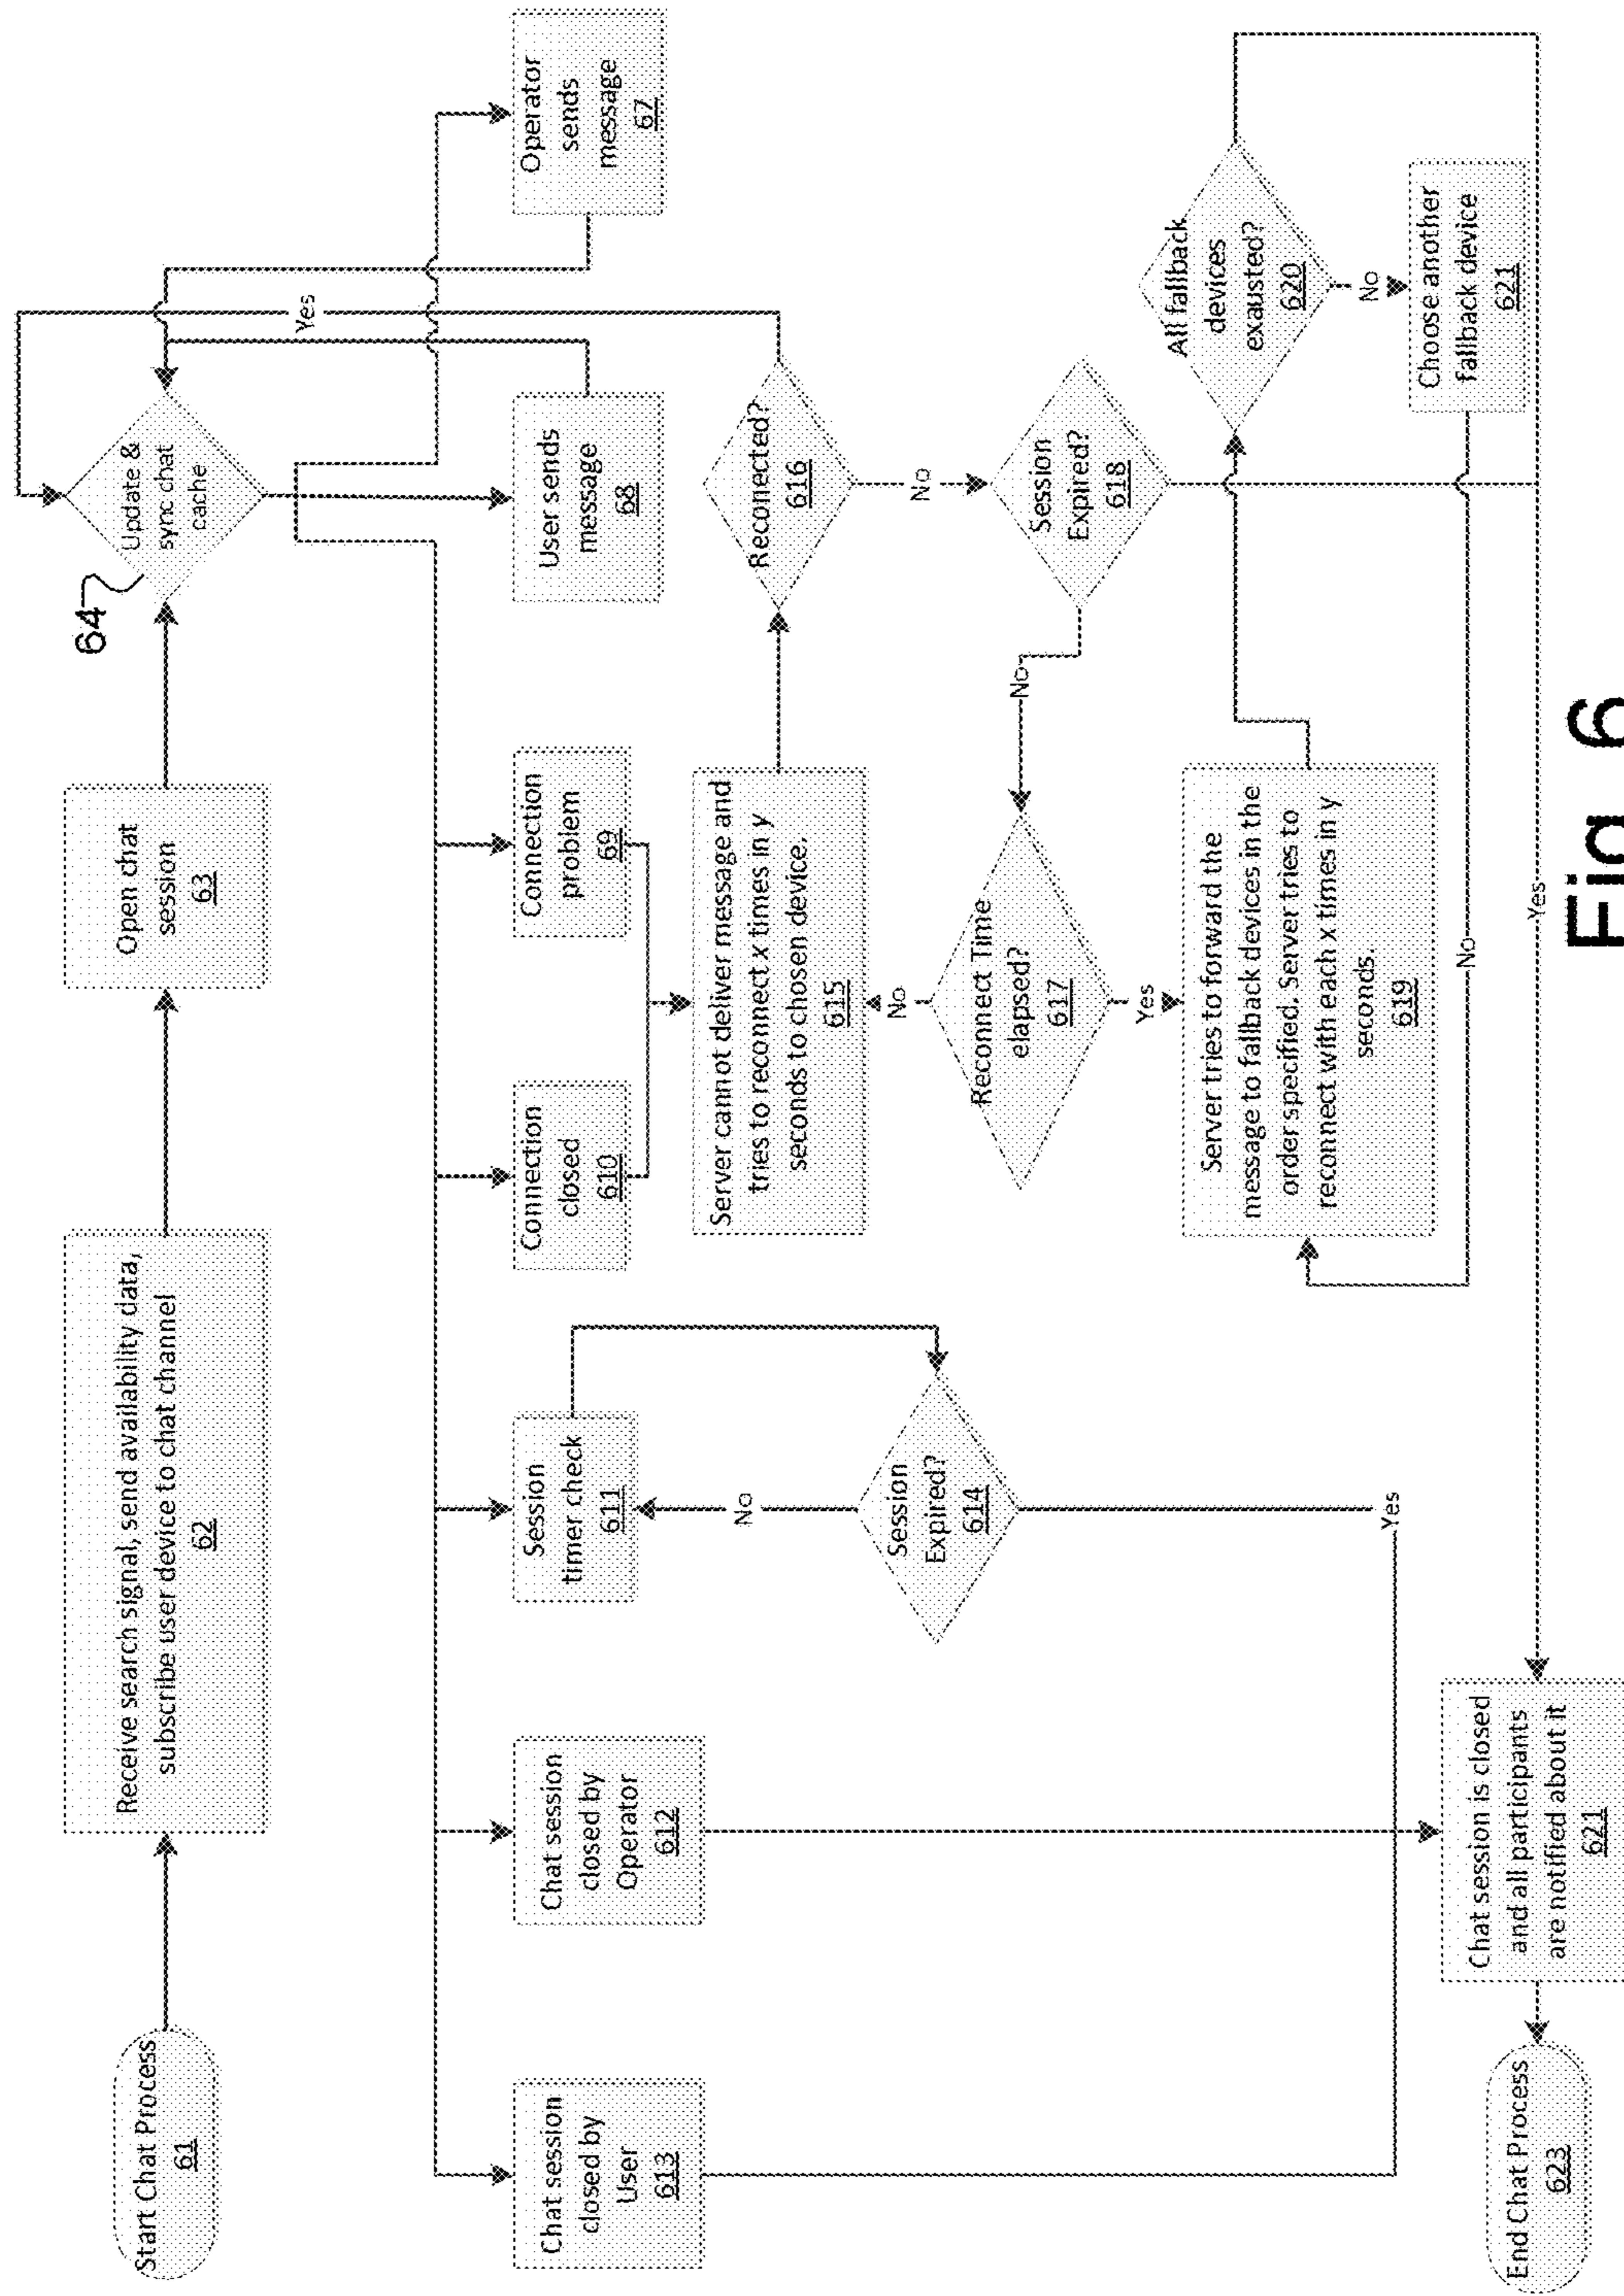 Start Chat Process
61
Receive search signal, send availability data,
subscribe user device to chat channel
62
Open chat
session
63
64
Update &
sync chat
cache
Chat session
closed by
User
613
Chat session
closed by
Operator
612
Session
timer check
611
Connection
closed
610
Connection
problem
69
User sends
message
68
Operator
sends
message
67
Yes
No
Session
Expired?
614
Yes
Server cannot deliver message and
tries to reconnect x times in y
seconds to chosen device.
615
Reconected?
616
No
No
Reconnect Time
elapsed?
617
Yes
No
Session
Expired?
618
Server tries to forward the
message to fallback devices in the
order specified. Server tries to
reconnect with each x times in y
seconds.
619
All fallback
devices
exausted?
620
No
Choose another
fallback device
621
No
Yes
Chat session is closed
and all participants
are notified about it
621
End Chat Process
623
Fig. 6